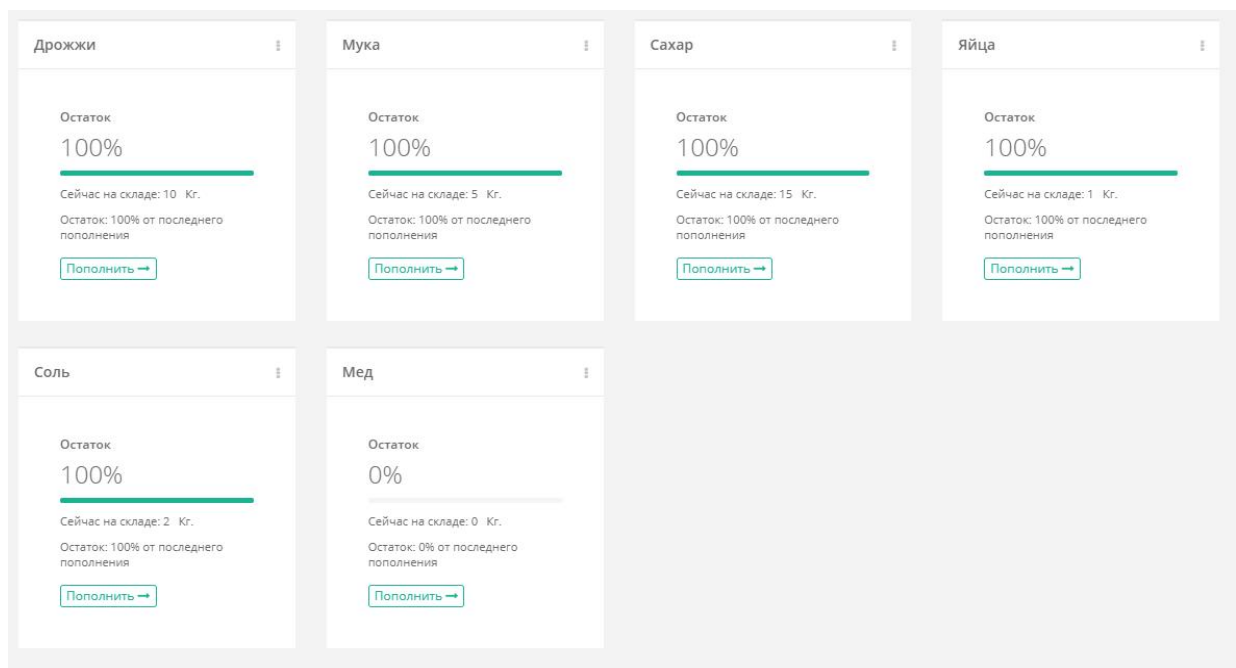 Дрожжи
Мука
Сахар
Яйца
Остаток
100%
Сейчас на складе: 10 Кг.
Остаток: 100% от последнего
пополнения
Пополнить
Остаток
100%
Сейчас на складе: 5 Кг.
Остаток: 100% от последнего
пополнения
Пополнить
Остаток
100%
Сейчас на складе: 15 Кг.
Остаток: 100% от последнего
пополнения
Пополнить
Остаток
100%
Сейчас на складе: 1 Кг.
Остаток: 100% от последнего
пополнения
Пополнить
Соль
Мед
Остаток
100%
Сейчас на складе: 2 Кг.
Остаток: 100% от последнего
пополнения
Пополнить
Остаток
0%
Сейчас на складе: 0 Кг.
Остаток: 0% от последнего
пополнения
Пополнить